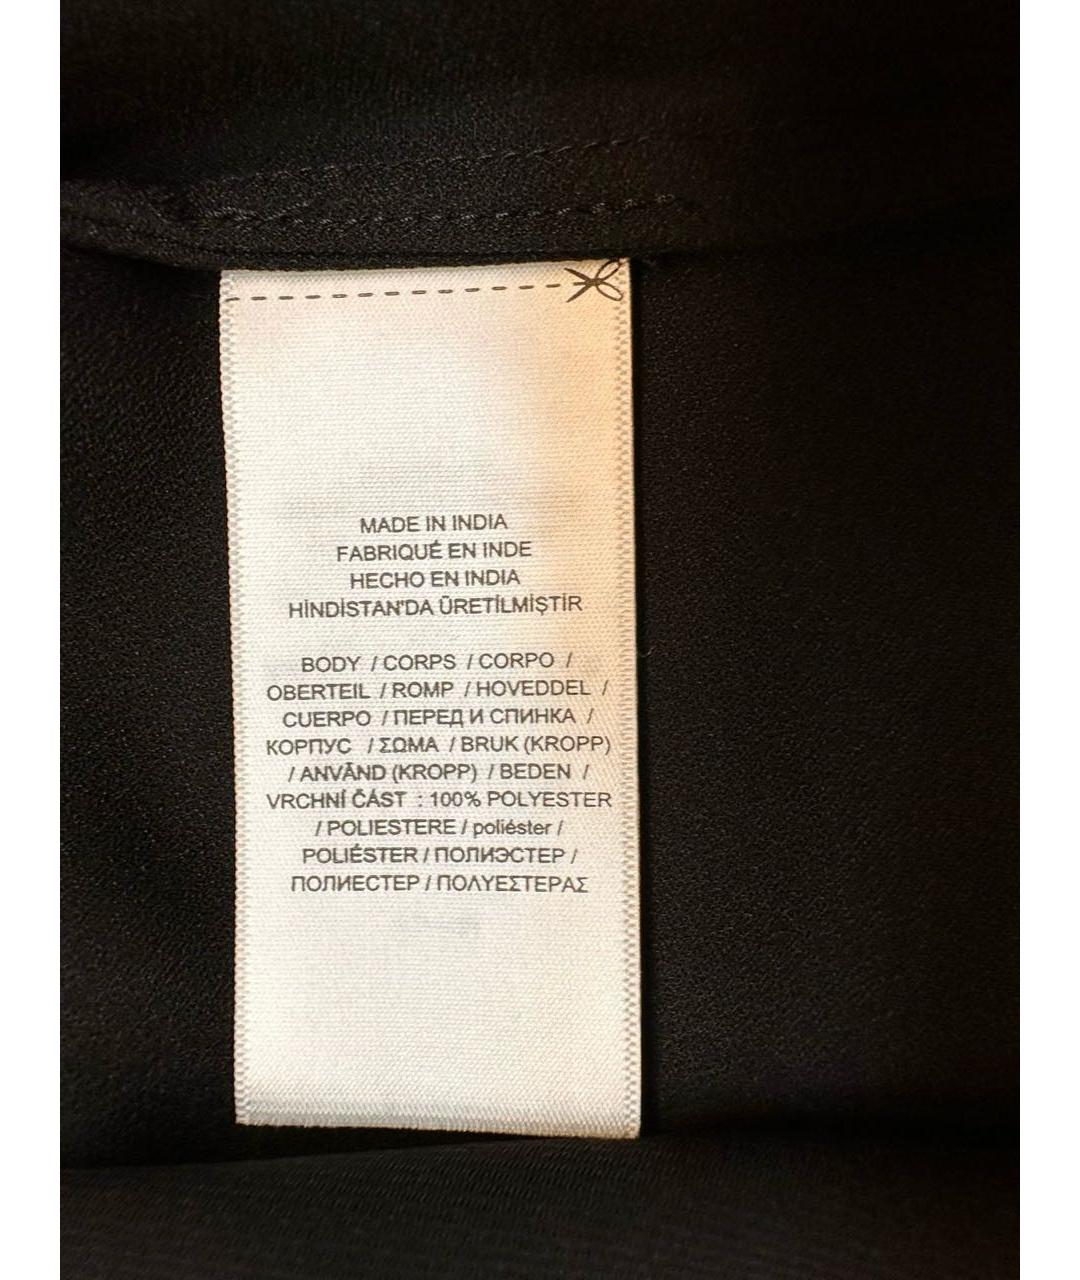 MADE IN INDIA
FABRIQUÉ EN INDE
HECHO EN INDIA
HİNDİSTAN'DA ÜRETİLMİŞTİR
BODY / CORPS / CORPO /
OBERTEIL / ROMP / HOVEDDEL /
CUERPO / ПЕРЕД И СПИНКА /
КОРПУС / ΣΩΜΑ / BRUK (KROPP)
/ ANVÄND (KROPP) / BEDEN /
VRCHNÍ ČÁST : 100% POLYESTER
/ POLIESTERE / poliéster /
POLIÉSTER / ПОЛИЭСТЕР /
ПОЛИЕСТЕР / ΠΟΛΥΕΣΤΕΡΑΣ